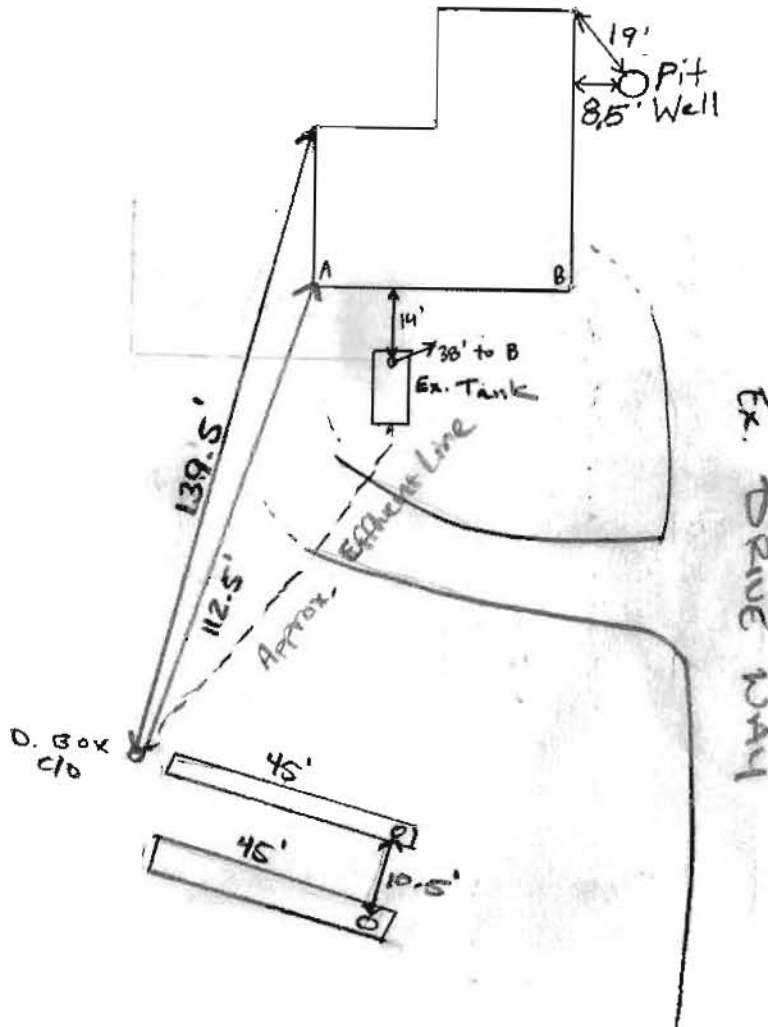 19'
Pit
8,5' Well
A
B
14'
38' to B
Ex. Tank
Ex. DRIVE WAY
139.5'
112.5'
Approx. Effluent Line
D. BOX
C/O
45'
45'
10.5'